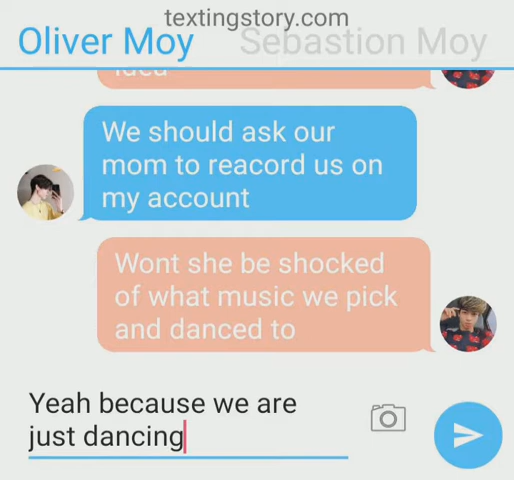 textingstory.com
Oliver Moy Sebastion Moy
idea
We should ask our
mom to reacord us on
my account
Wont she be shocked
of what music we pick
and danced to
Yeah because we are
just dancing